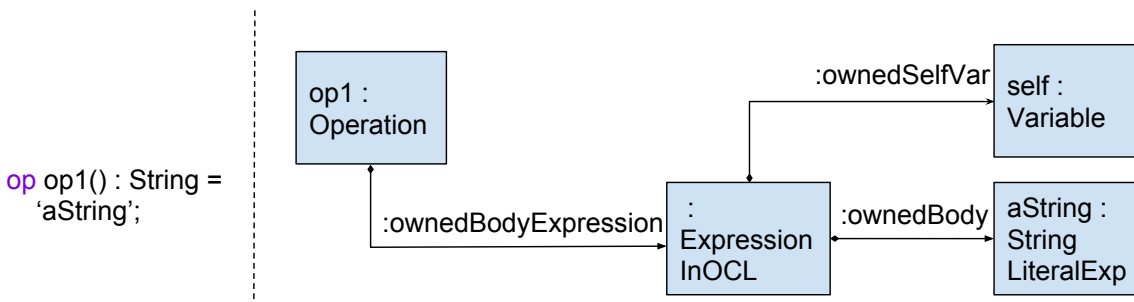 op op1() : String =
‘aString’;
op1 :
Operation
:ownedBodyExpression
:
Expression
InOCL
:ownedSelfVar
self :
Variable
:ownedBody
aString :
String
LiteralExp